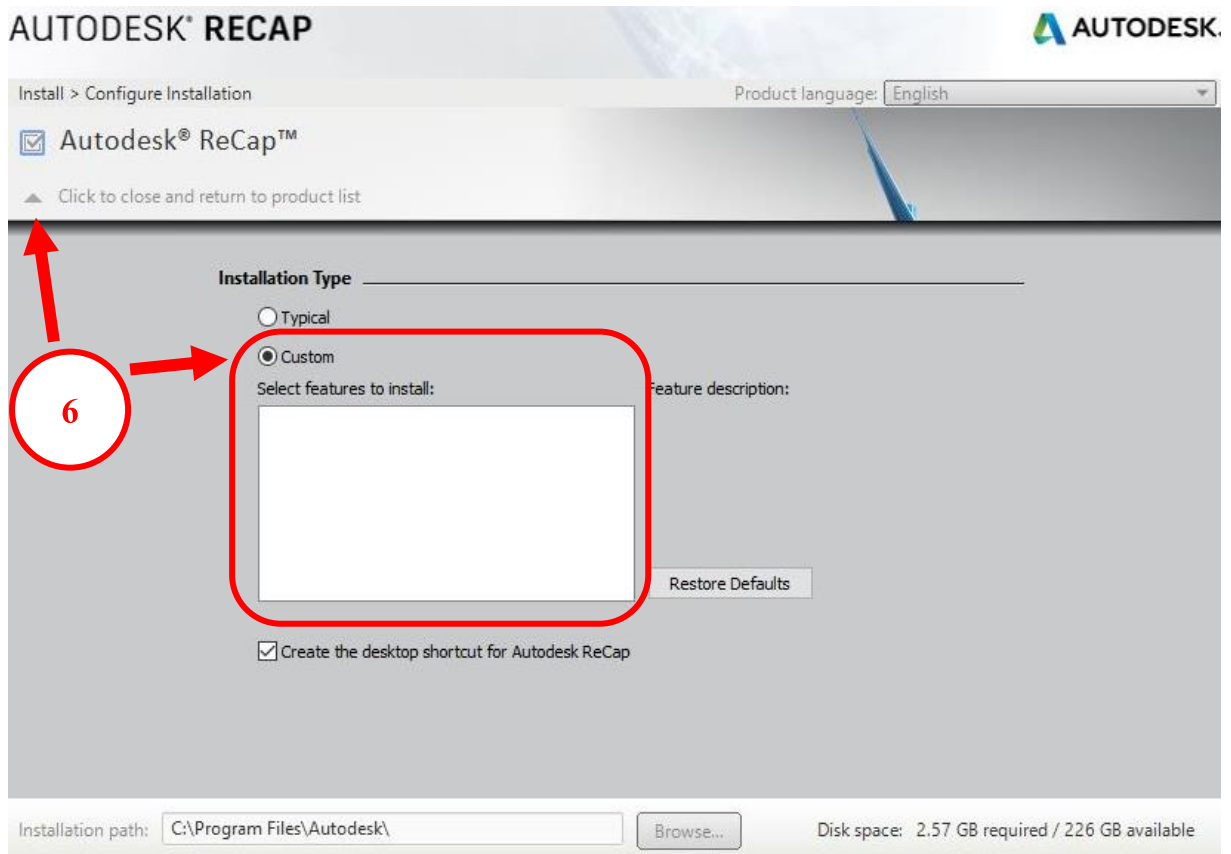 AUTODESK® RECAP
AUTODESK.
Install > Configure Installation
Product language: English
Autodesk® ReCap™
Click to close and return to product list
Installation Type
Typical
Custom
Select features to install:
Feature description:
6
Restore Defaults
Create the desktop shortcut for Autodesk ReCap
Installation path: C:\Program Files\Autodesk\ Browse... Disk space: 2.57 GB required / 226 GB available